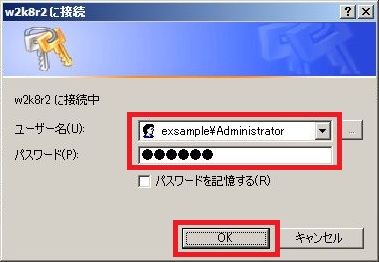 w2k8r2 に接続
w2k8r2 に接続中
ユーザー名(U):
exsample¥Administrator
...
パスワード(P):
●●●●●●
パスワードを記憶する(R)
OK
キャンセル